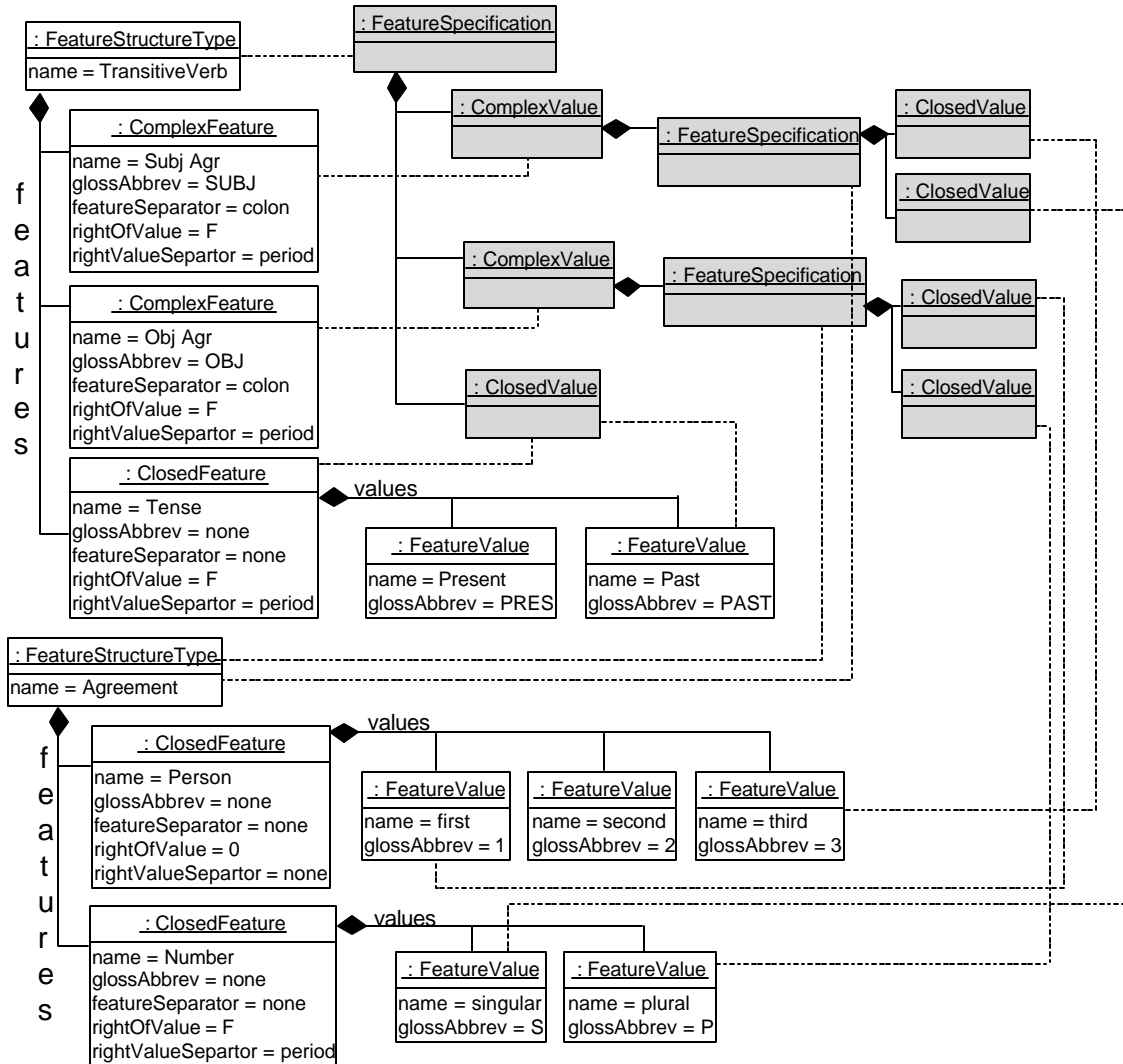 : FeatureSpecification
: FeatureStructureType
name = TransitiveVerb
: ComplexValue
: ClosedValue
: ComplexFeature
: FeatureSpecification
name = Subj Agr
glossAbbrev = SUBJ
featureSeparator = colon
rightOfValue = F
rightValueSepartor = period
: ClosedValue
features
: ComplexValue
: FeatureSpecification
: ClosedValue
: ComplexFeature
name = Obj Agr
glossAbbrev = OBJ
featureSeparator = colon
rightOfValue = F
rightValueSepartor = period
: ClosedValue
: ClosedValue
: ClosedFeature
values
name = Tense
glossAbbrev = none
featureSeparator = none
rightOfValue = F
rightValueSepartor = period
: FeatureValue
name = Present
glossAbbrev = PRES
: FeatureValue
name = Past
glossAbbrev = PAST
: FeatureStructureType
name = Agreement
features
: ClosedFeature
values
name = Person
glossAbbrev = none
featureSeparator = none
rightOfValue = 0
rightValueSepartor = none
: FeatureValue
name = first
glossAbbrev = 1
: FeatureValue
name = second
glossAbbrev = 2
: FeatureValue
name = third
glossAbbrev = 3
: ClosedFeature
values
name = Number
glossAbbrev = none
featureSeparator = none
rightOfValue = F
rightValueSepartor = period
: FeatureValue
name = singular
glossAbbrev = S
: FeatureValue
name = plural
glossAbbrev = P